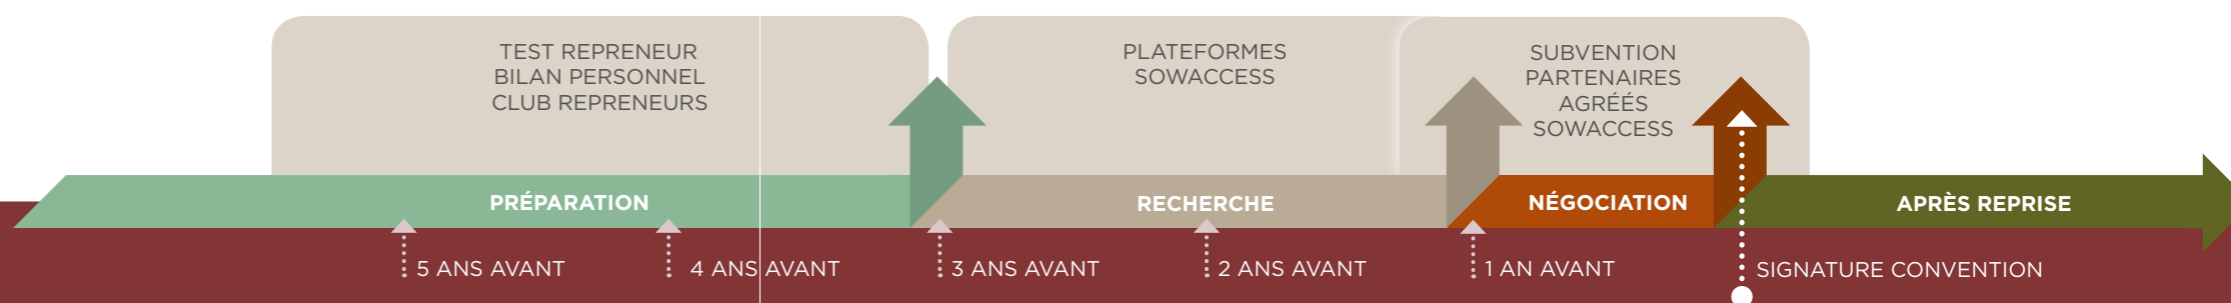 TEST REPRENEUR
BILAN PERSONNEL
CLUB REPRENEURS
PLATEFORMES
SOWACCESS
SUBVENTION
PARTENAIRES
AGRÉÉS
SOWACCESS
PRÉPARATION
RECHERCHE
NÉGOCIATION
APRÈS REPRISE
5 ANS AVANT
4 ANS AVANT
3 ANS AVANT
2 ANS AVANT
1 AN AVANT
SIGNATURE CONVENTION